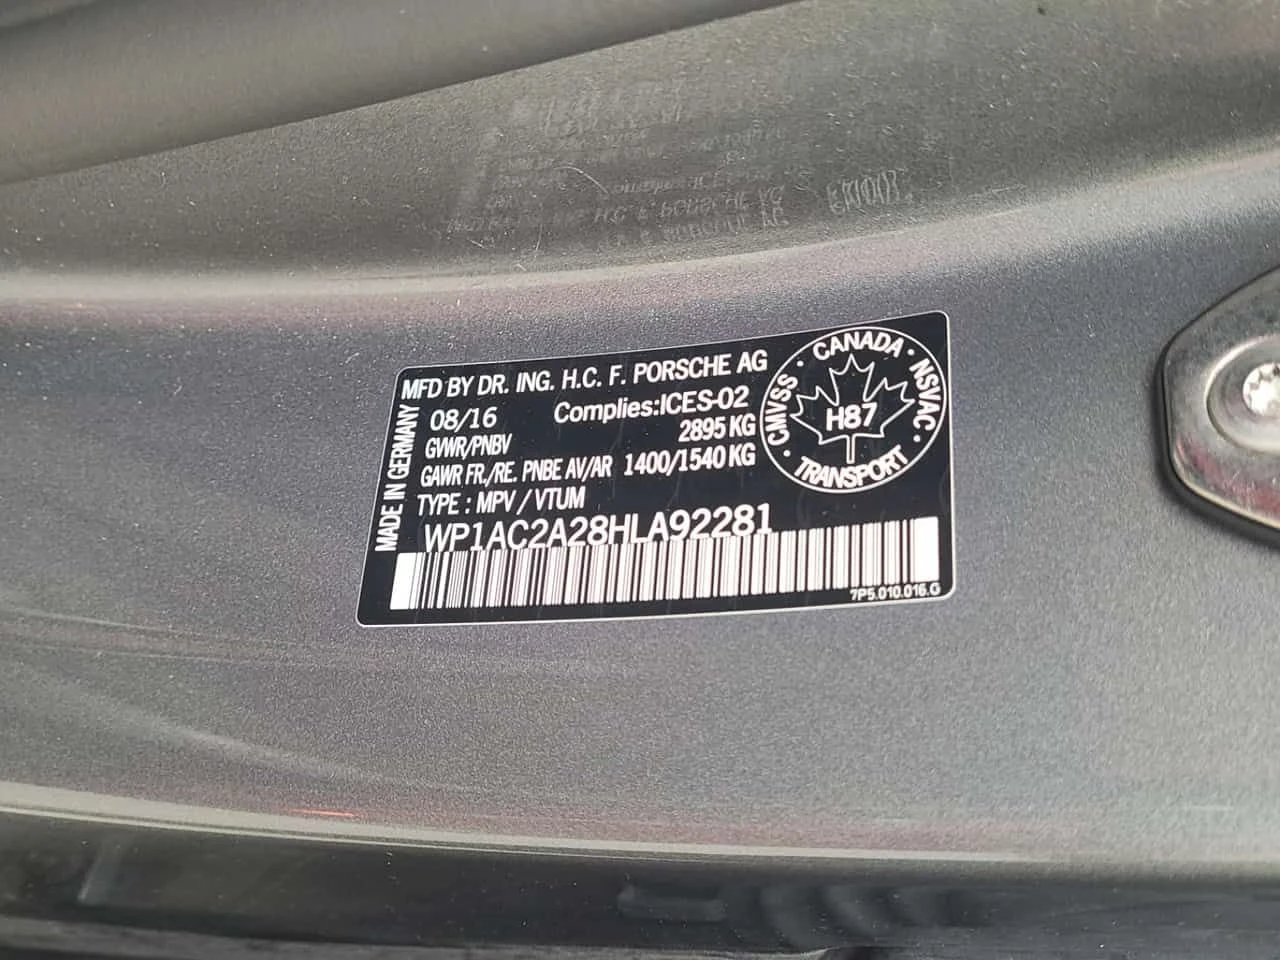 MFD BY DR. ING. H.C. F. PORSCHE AG
08/16 Complies:ICES-02
GVWR/PNBV 2895 KG
GAWR FR./RE. PNBE AV/AR 1400/1540 KG
TYPE : MPV / VTUM
WP1AC2A28HLA92281
7P5.010.016.G
MADE IN GERMANY
CANADA · NSVAC · TRANSPORT · CMVSS ·
H87